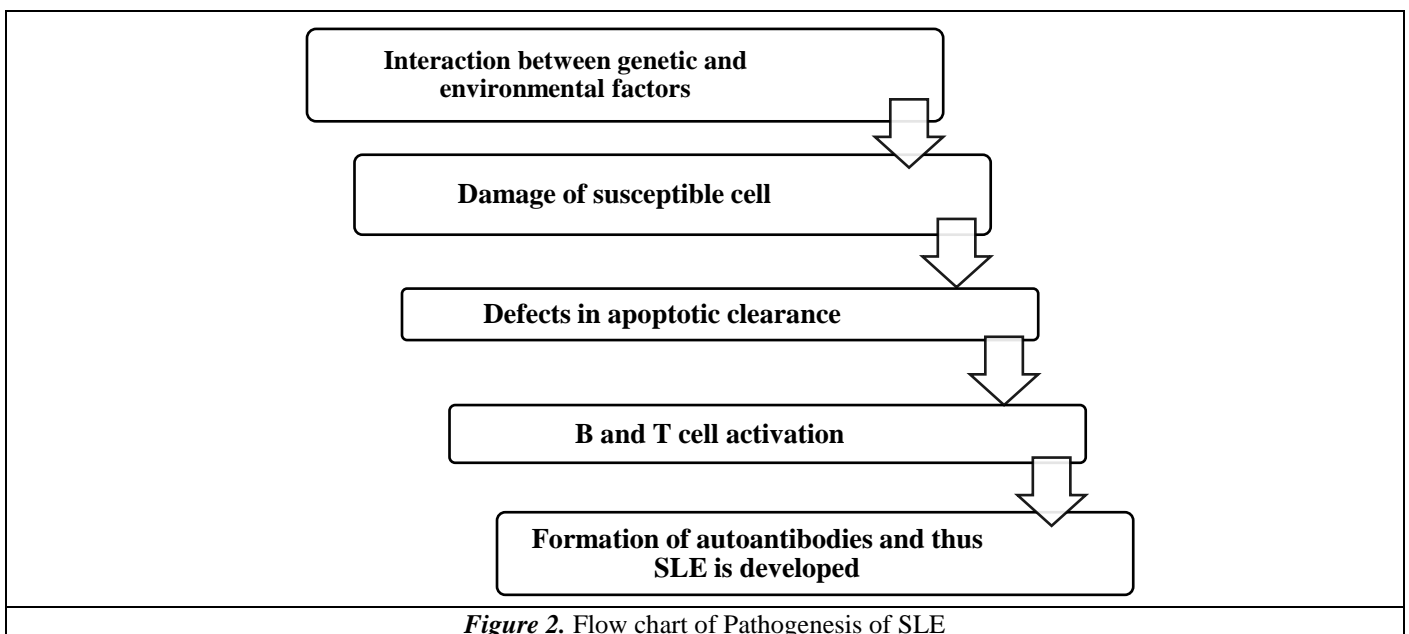 Interaction between genetic and
environmental factors
Damage of susceptible cell
Defects in apoptotic clearance
B and T cell activation
Formation of autoantibodies and thus
SLE is developed
Figure 2. Flow chart of Pathogenesis of SLE